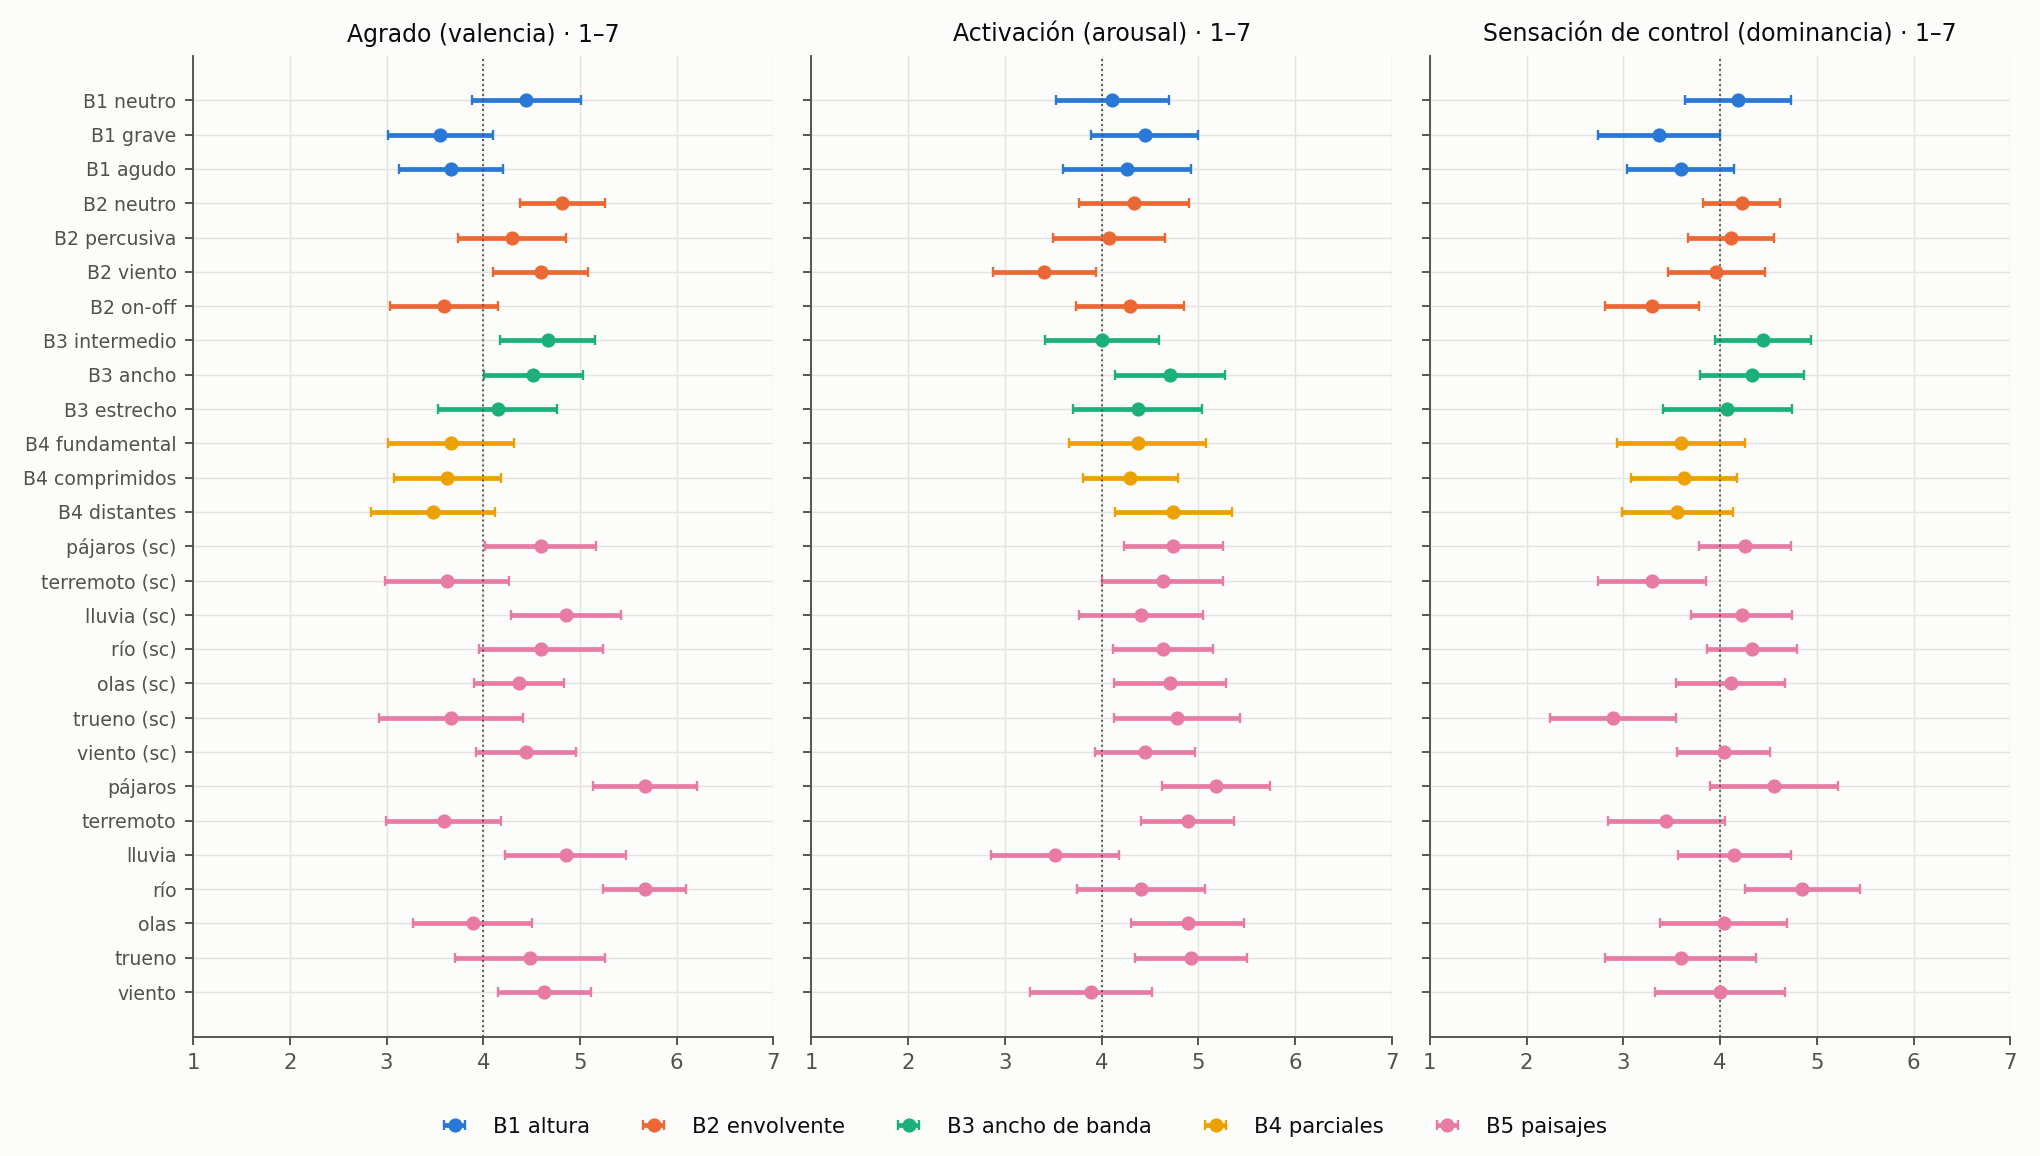 Agrado (valencia) · 1–7
Activación (arousal) · 1–7
Sensación de control (dominancia) · 1–7
B1 neutro
B1 grave
B1 agudo
B2 neutro
B2 percusiva
B2 viento
B2 on-off
B3 intermedio
B3 ancho
B3 estrecho
B4 fundamental
B4 comprimidos
B4 distantes
pájaros (sc)
terremoto (sc)
lluvia (sc)
río (sc)
olas (sc)
trueno (sc)
viento (sc)
pájaros
terremoto
lluvia
río
olas
trueno
viento
1 2 3 4 5 6 7
1 2 3 4 5 6 7
1 2 3 4 5 6 7
B1 altura
B2 envolvente
B3 ancho de banda
B4 parciales
B5 paisajes